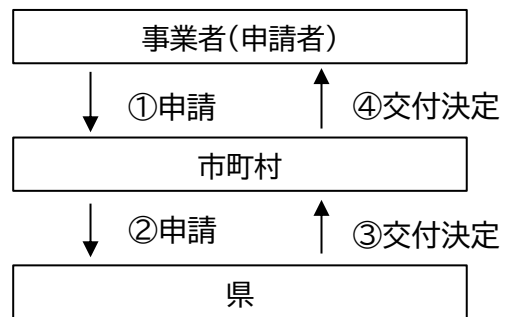 事業者(申請者)
①申請 ④交付決定
市町村
②申請 ③交付決定
県